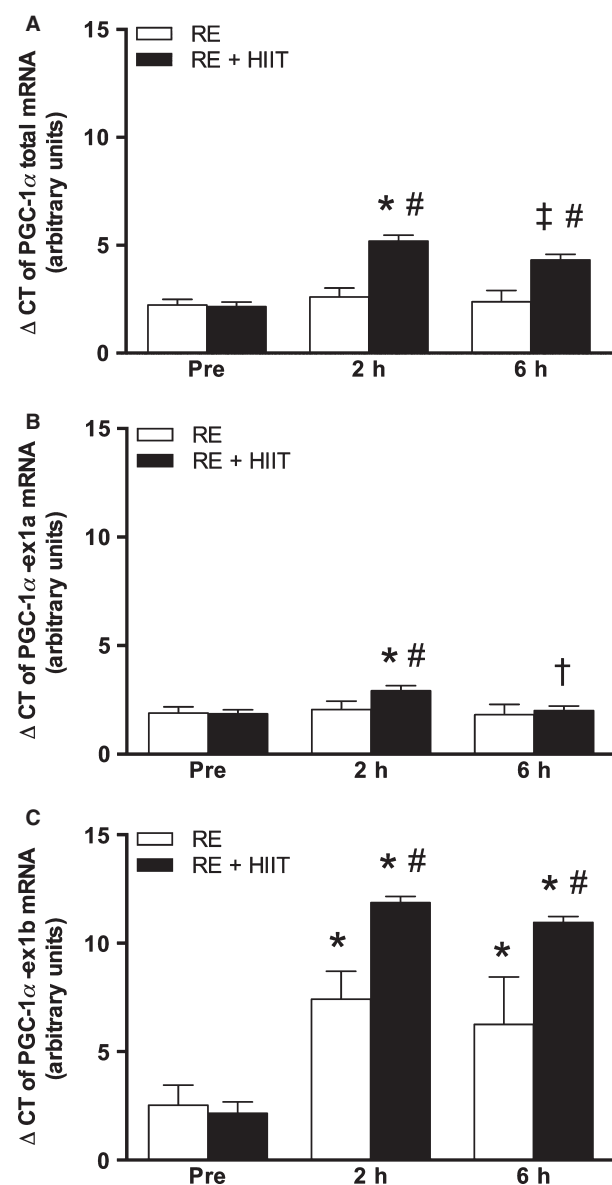 A
Δ CT of PGC-1α total mRNA
(arbitrary units)
15
10
5
0
RE
RE + HIIT
* #
‡ #
Pre 2 h 6 h
B
Δ CT of PGC-1α-ex1a mRNA
(arbitrary units)
15
10
5
0
RE
RE + HIIT
* #
†
Pre 2 h 6 h
C
Δ CT of PGC-1α-ex1b mRNA
(arbitrary units)
15
10
5
0
RE
RE + HIIT
*
* #
*
* #
Pre 2 h 6 h